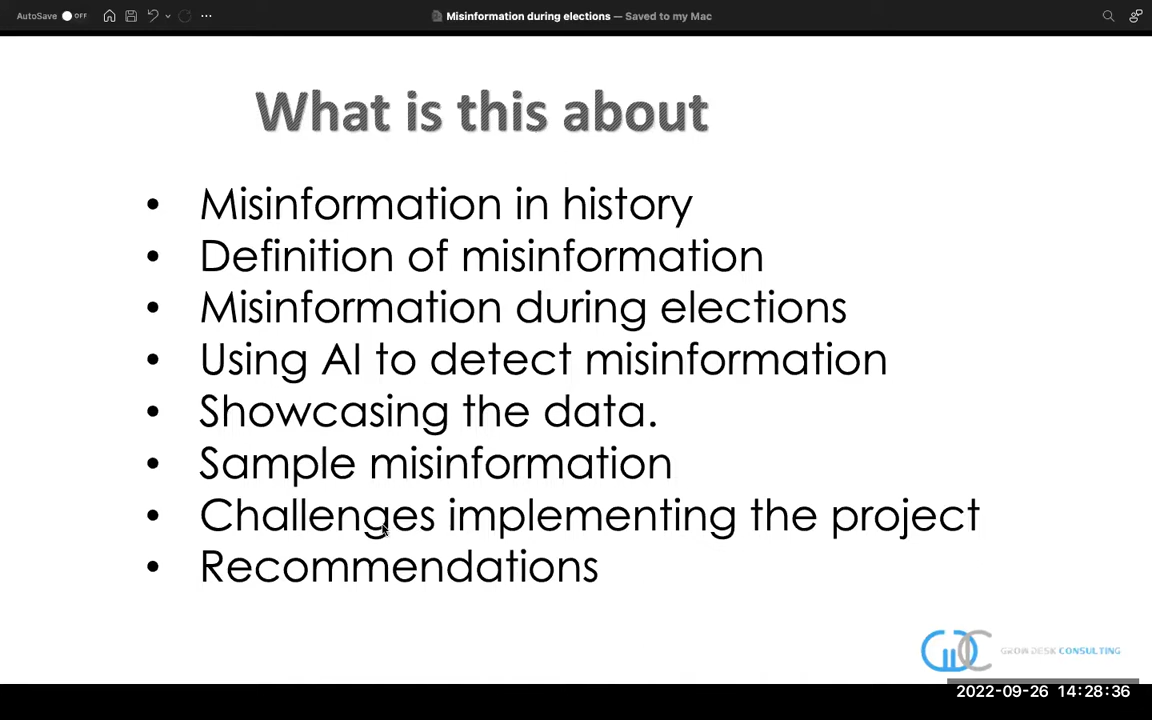 AutoSave OFF
Misinformation during elections — Saved to my Mac
What is this about
• Misinformation in history
• Definition of misinformation
• Misinformation during elections
• Using AI to detect misinformation
• Showcasing the data.
• Sample misinformation
• Challenges implementing the project
• Recommendations
GROW DESK CONSULTING
2022-09-26 14:28:36